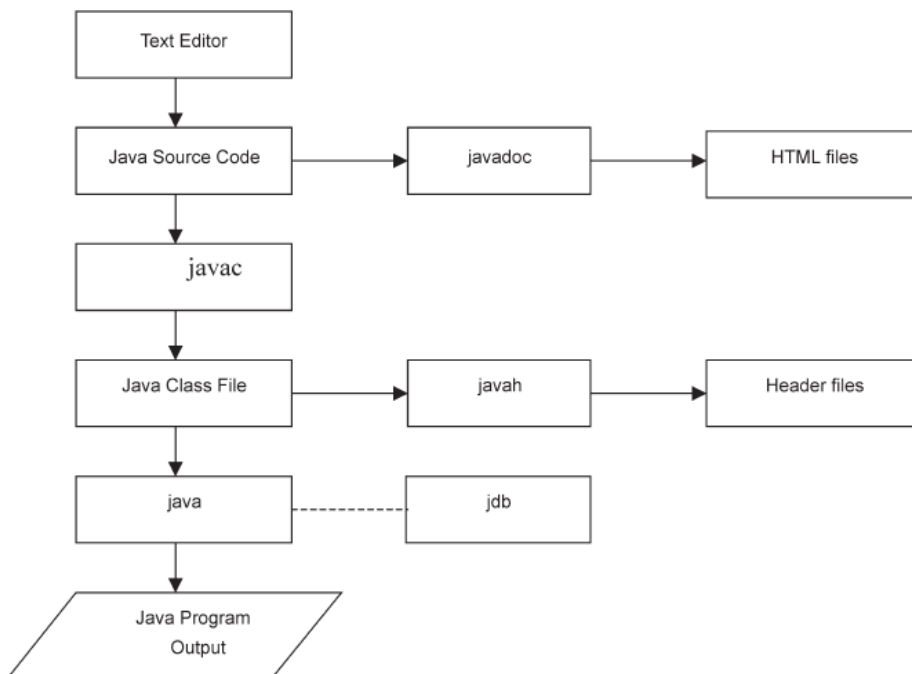 Text Editor
Java Source Code
javadoc
HTML files
javac
Java Class File
javah
Header files
java
jdb
Java Program
Output